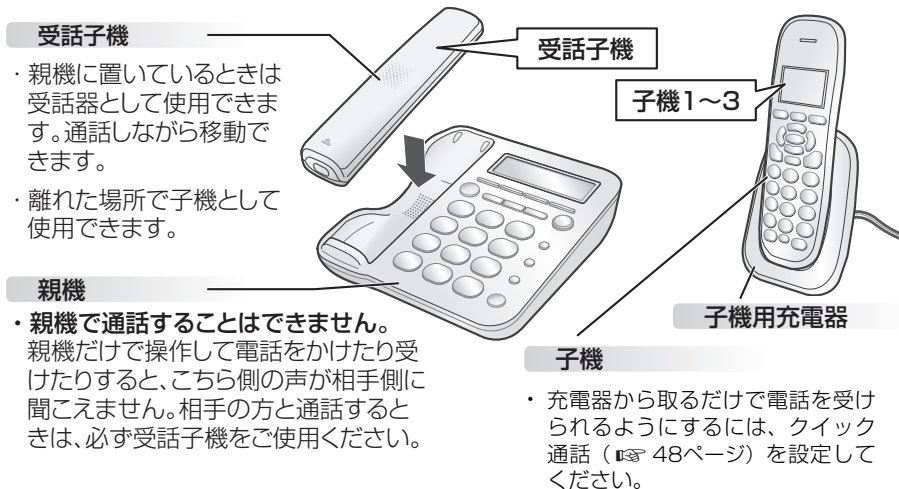 受話子機
・親機に置いているときは
受話器として使用できま
す。通話しながら移動で
きます。
・離れた場所で子機として
使用できます。
受話子機
子機1～3
親機
・親機で通話することはできません。
親機だけで操作して電話をかけたり受
けたりすると、こちら側の声が相手側に
聞こえません。相手の方と通話すると
きは、必ず受話子機をご使用ください。
子機用充電器
子機
・ 充電器から取るだけで電話を受け
られるようにするには、クイック
通話（☞ 48ページ）を設定して
ください。